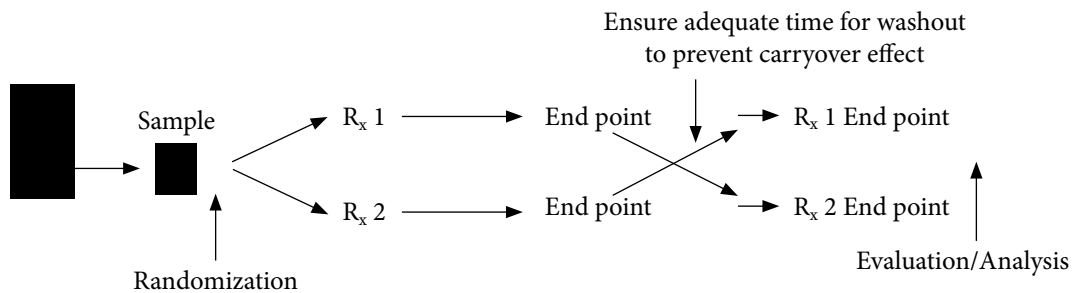 Ensure adequate time for washout
to prevent carryover effect
Sample
Rx 1
End point
Rx 1 End point
Rx 2
End point
Rx 2 End point
Randomization
Evaluation/Analysis